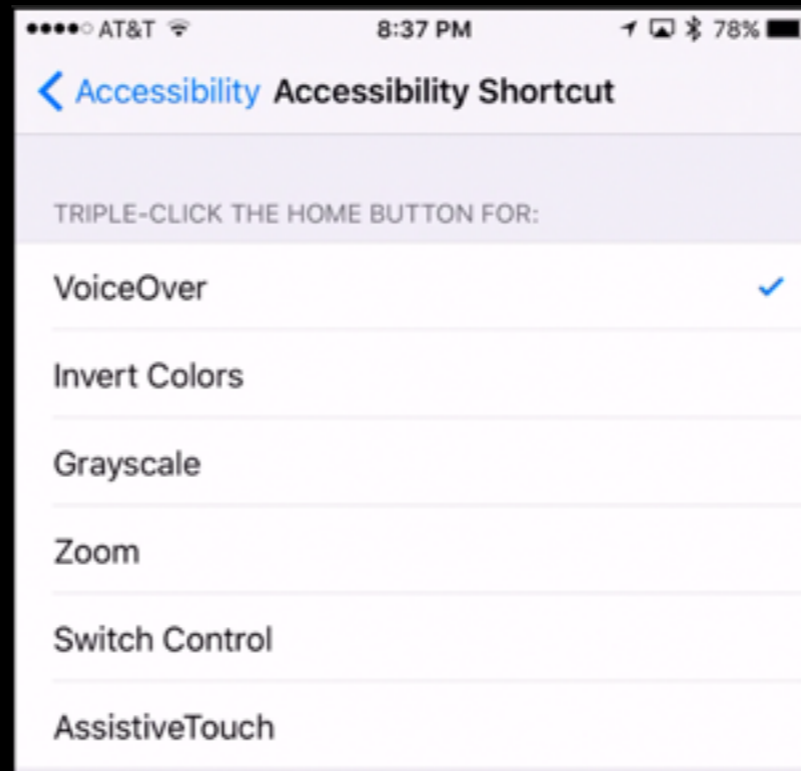 AT&T 8:37 PM 78%
Accessibility Accessibility Shortcut
TRIPLE-CLICK THE HOME BUTTON FOR:
VoiceOver
Invert Colors
Grayscale
Zoom
Switch Control
AssistiveTouch